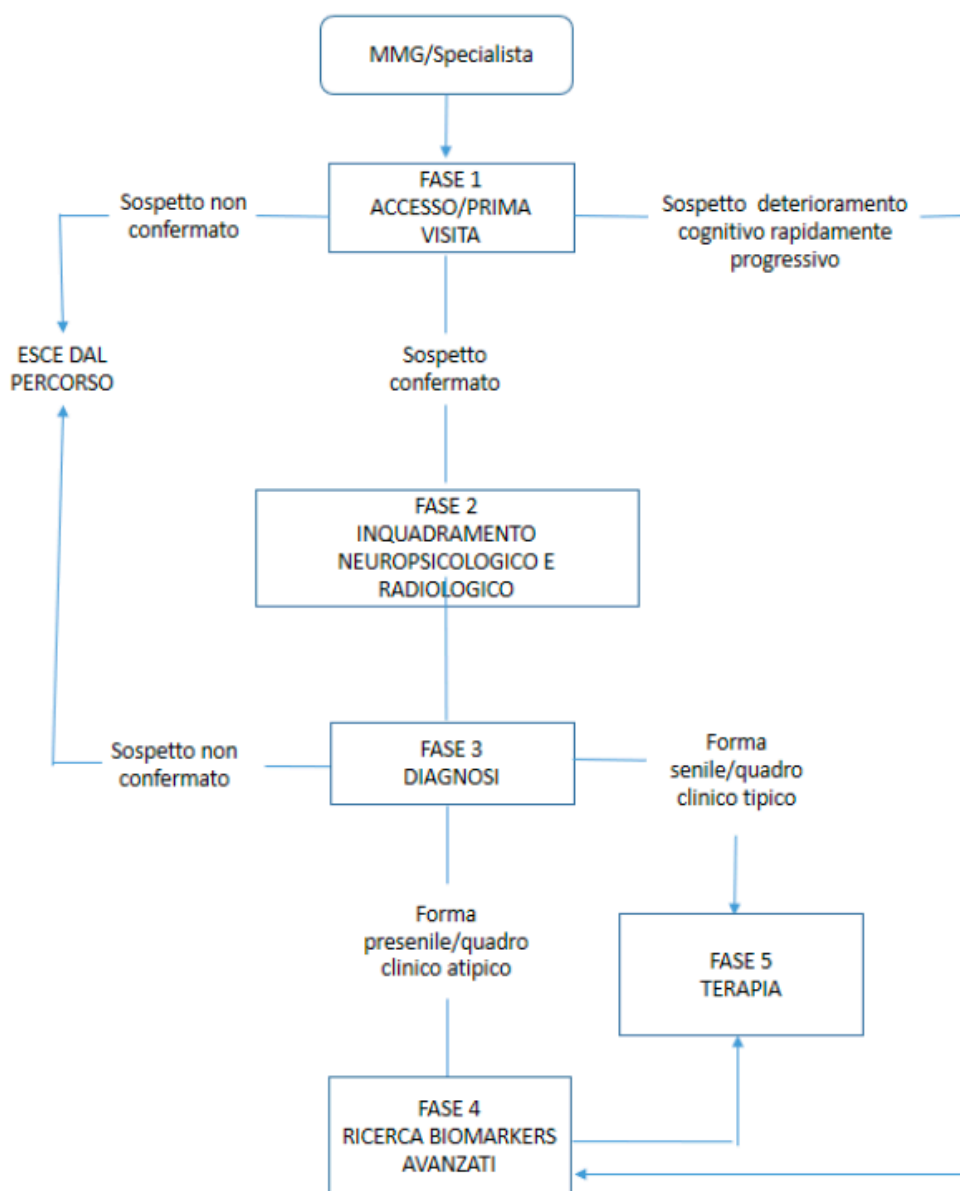 MMG/Specialista
FASE 1
ACCESSO/PRIMA
VISITA
Sospetto non
confermato
Sospetto deterioramento
cognitivo rapidamente
progressivo
ESCE DAL
PERCORSO
Sospetto
confermato
FASE 2
INQUADRAMENTO
NEUROPSICOLOGICO E
RADIOLOGICO
Sospetto non
confermato
FASE 3
DIAGNOSI
Forma
senile/quadro
clinico tipico
Forma
presenile/quadro
clinico atipico
FASE 5
TERAPIA
FASE 4
RICERCA BIOMARKERS
AVANZATI